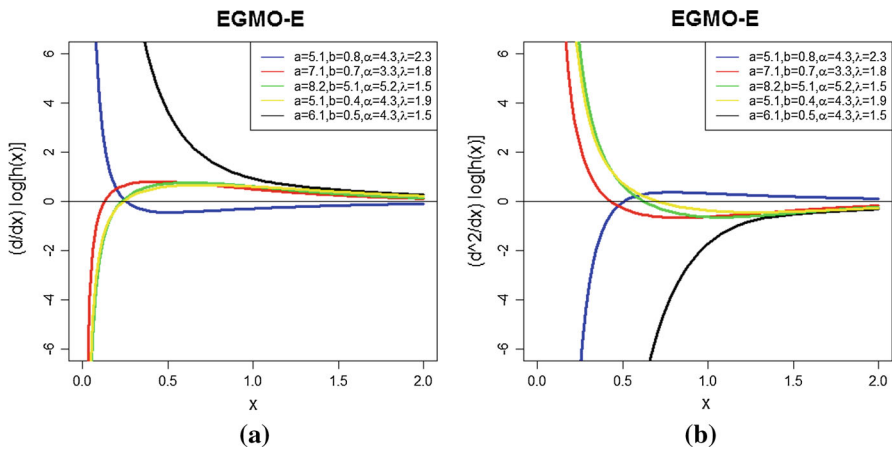 EGMO-E
(d/dx) log[h(x)]
6
4
2
0
-2
-4
-6
a=5.1,b=0.8,α=4.3,λ=2.3
a=7.1,b=0.7,α=3.3,λ=1.8
a=8.2,b=5.1,α=5.2,λ=1.5
a=5.1,b=0.4,α=4.3,λ=1.9
a=6.1,b=0.5,α=4.3,λ=1.5
0.0 0.5 1.0 1.5 2.0
x
(a)
EGMO-E
(d^2/dx) log[h(x)]
6
4
2
0
-2
-4
-6
a=5.1,b=0.8,α=4.3,λ=2.3
a=7.1,b=0.7,α=3.3,λ=1.8
a=8.2,b=5.1,α=5.2,λ=1.5
a=5.1,b=0.4,α=4.3,λ=1.9
a=6.1,b=0.5,α=4.3,λ=1.5
0.0 0.5 1.0 1.5 2.0
x
(b)